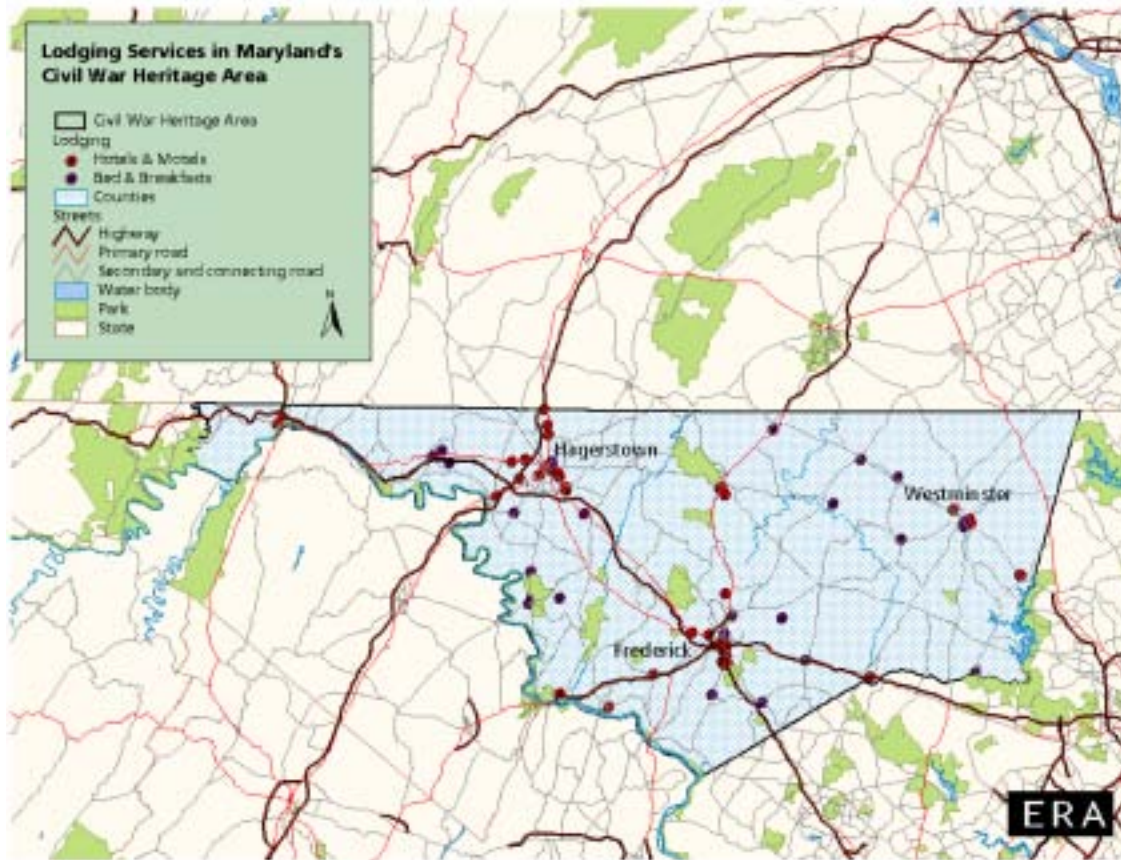 Lodging Services in Maryland's
Civil War Heritage Area
Civil War Heritage Area
Lodging
Hotels & Motels
Bed & Breakfasts
Counties
Streets
Highway
Primary road
Secondary and connecting road
Water body
Park
State
N
Hagerstown
Westminster
Frederick
ERA